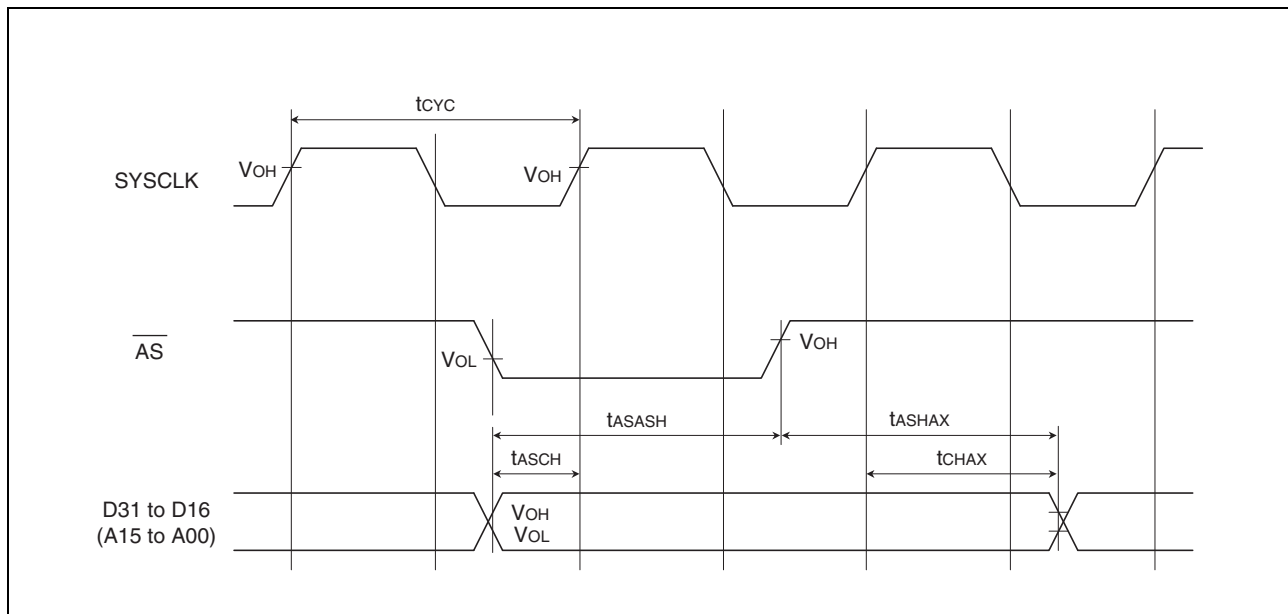 tCYC
VOH
VOH
SYSCLK
AS
VOL
VOH
tASASH
tASHAX
tASCH
tCHAX
D31 to D16
(A15 to A00)
VOH
VOL